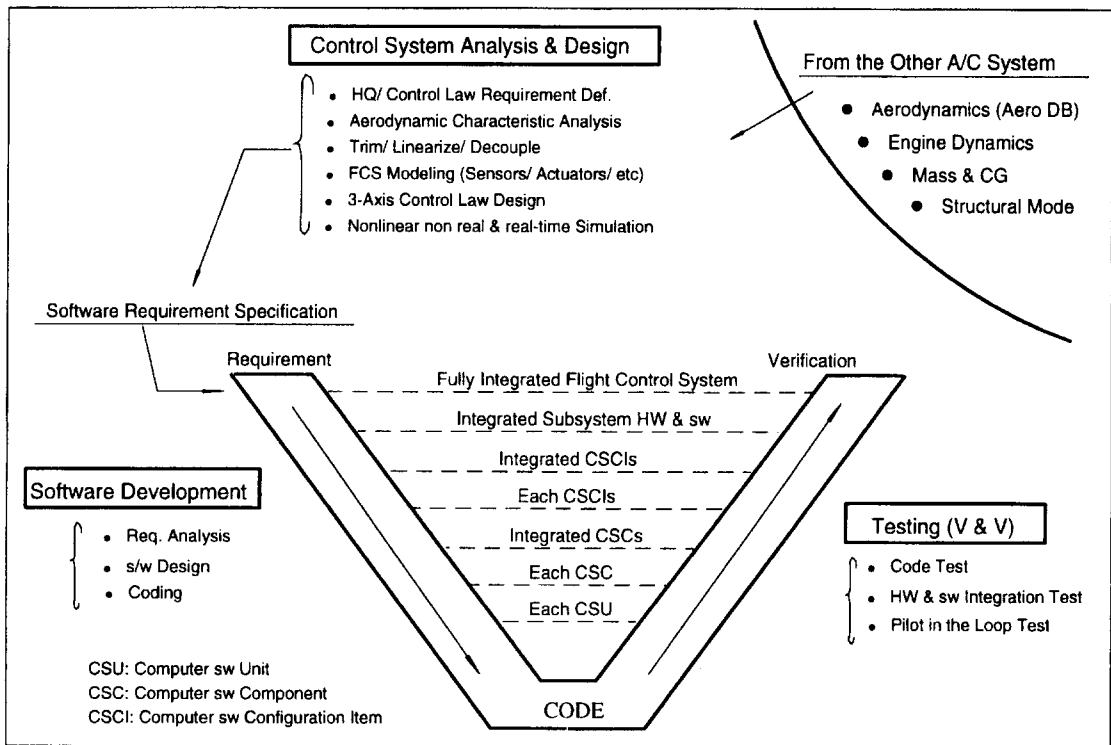 Control System Analysis & Design
• HQ/ Control Law Requirement Def.
• Aerodynamic Characteristic Analysis
• Trim/ Linearize/ Decouple
• FCS Modeling (Sensors/ Actuators/ etc)
• 3-Axis Control Law Design
• Nonlinear non real & real-time Simulation
From the Other A/C System
• Aerodynamics (Aero DB)
• Engine Dynamics
• Mass & CG
• Structural Mode
Software Requirement Specification
Requirement
Verification
Fully Integrated Flight Control System
Integrated Subsystem HW & sw
Integrated CSCIs
Each CSCIs
Integrated CSCs
Each CSC
Each CSU
CODE
Software Development
• Req. Analysis
• s/w Design
• Coding
Testing (V & V)
• Code Test
• HW & sw Integration Test
• Pilot in the Loop Test
CSU: Computer sw Unit
CSC: Computer sw Component
CSCI: Computer sw Configuration Item